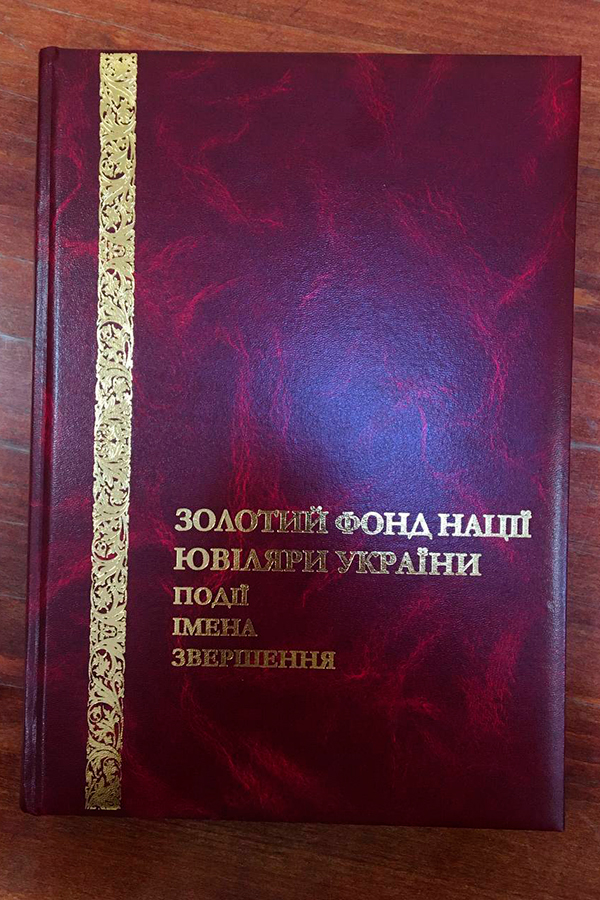 ЗОЛОТИЙ ФОНД НАЦІЇ
ЮВІЛЯРИ УКРАЇНИ
ПОДІЇ
ІМЕНА
ЗВЕРШЕННЯ